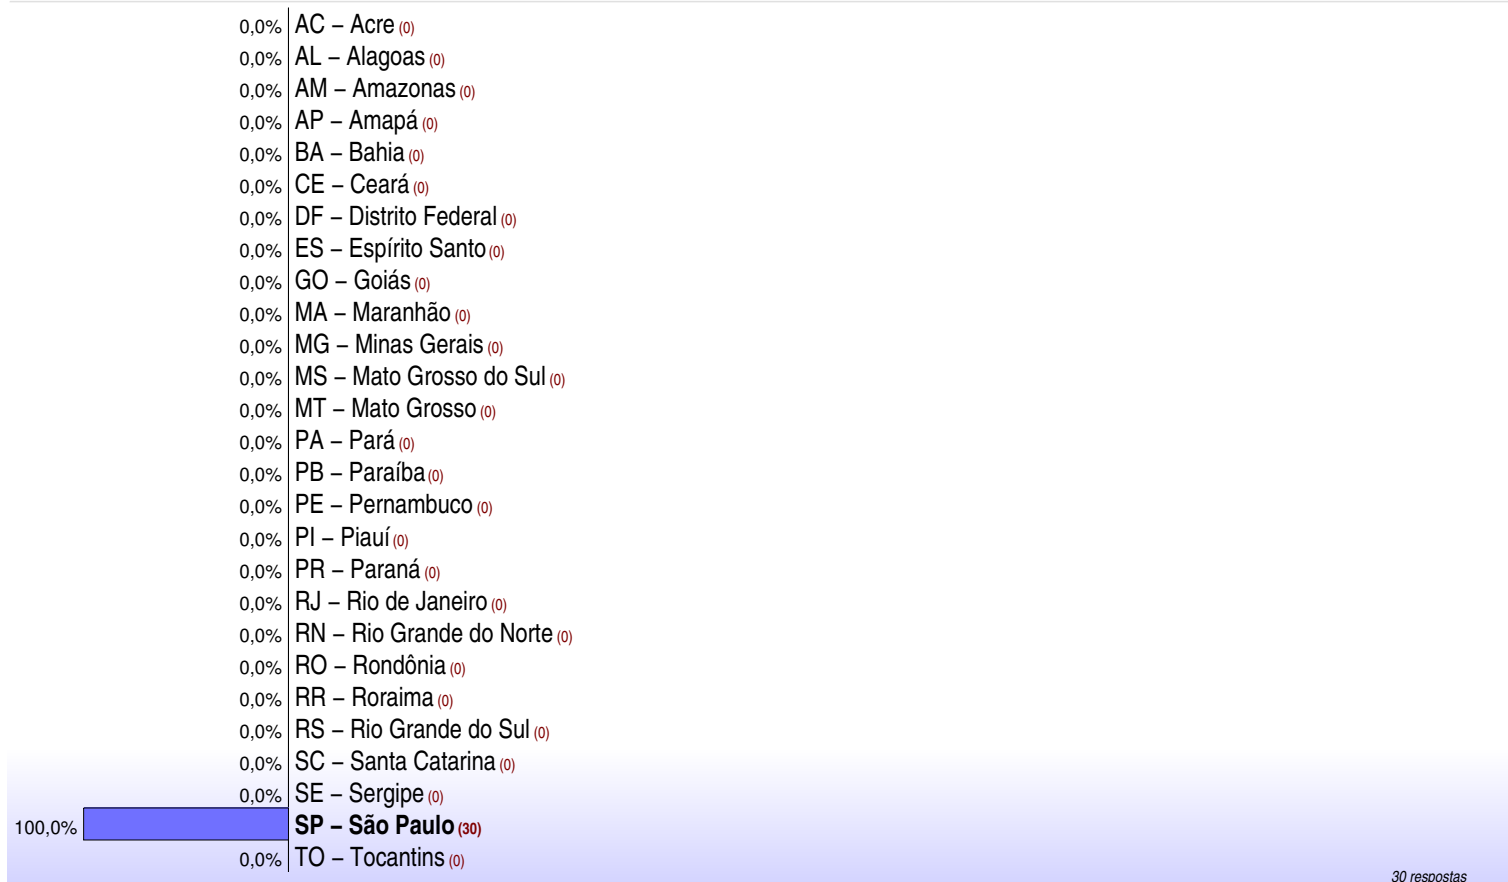 0,0% AC – Acre (0)
0,0% AL – Alagoas (0)
0,0% AM – Amazonas (0)
0,0% AP – Amapá (0)
0,0% BA – Bahia (0)
0,0% CE – Ceará (0)
0,0% DF – Distrito Federal (0)
0,0% ES – Espírito Santo (0)
0,0% GO – Goiás (0)
0,0% MA – Maranhão (0)
0,0% MG – Minas Gerais (0)
0,0% MS – Mato Grosso do Sul (0)
0,0% MT – Mato Grosso (0)
0,0% PA – Pará (0)
0,0% PB – Paraíba (0)
0,0% PE – Pernambuco (0)
0,0% PI – Piauí (0)
0,0% PR – Paraná (0)
0,0% RJ – Rio de Janeiro (0)
0,0% RN – Rio Grande do Norte (0)
0,0% RO – Rondônia (0)
0,0% RR – Roraima (0)
0,0% RS – Rio Grande do Sul (0)
0,0% SC – Santa Catarina (0)
0,0% SE – Sergipe (0)
100,0% SP – São Paulo (30)
0,0% TO – Tocantins (0)
30 respostas